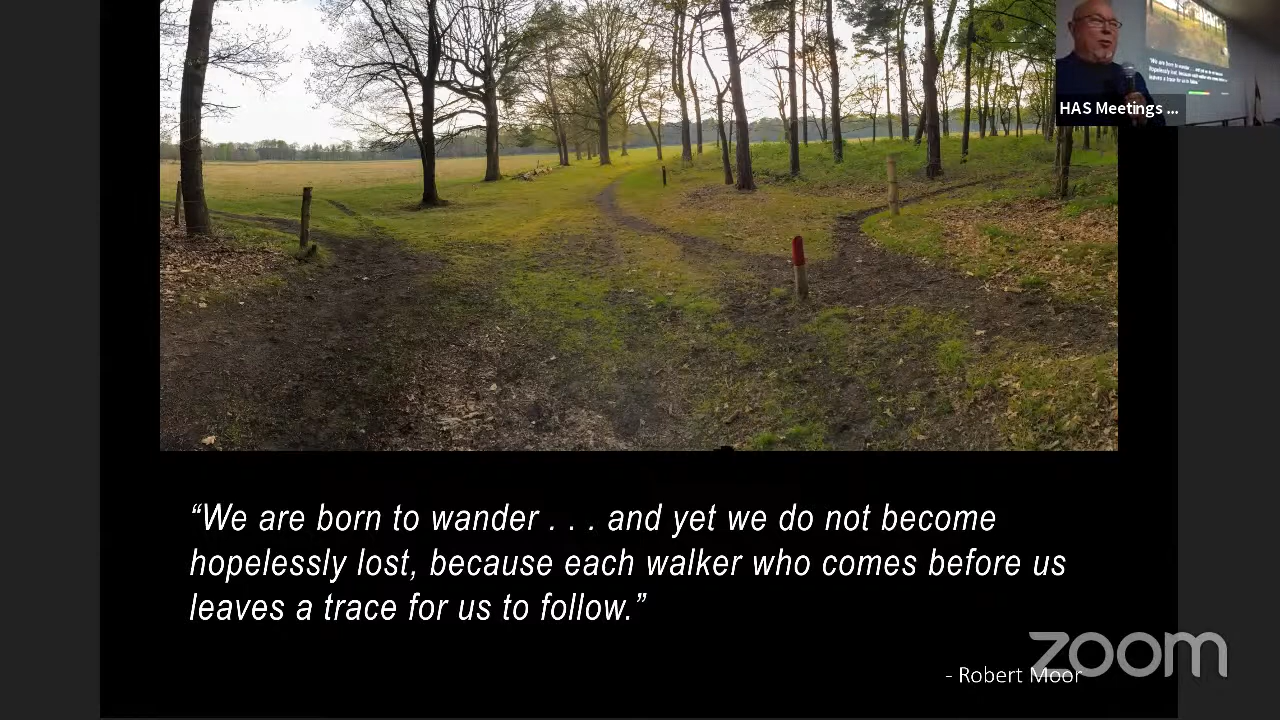 HAS Meetings ...
“We are born to wander . . . and yet we do not become
hopelessly lost, because each walker who comes before us
leaves a trace for us to follow.”
- Robert Moor
zoom